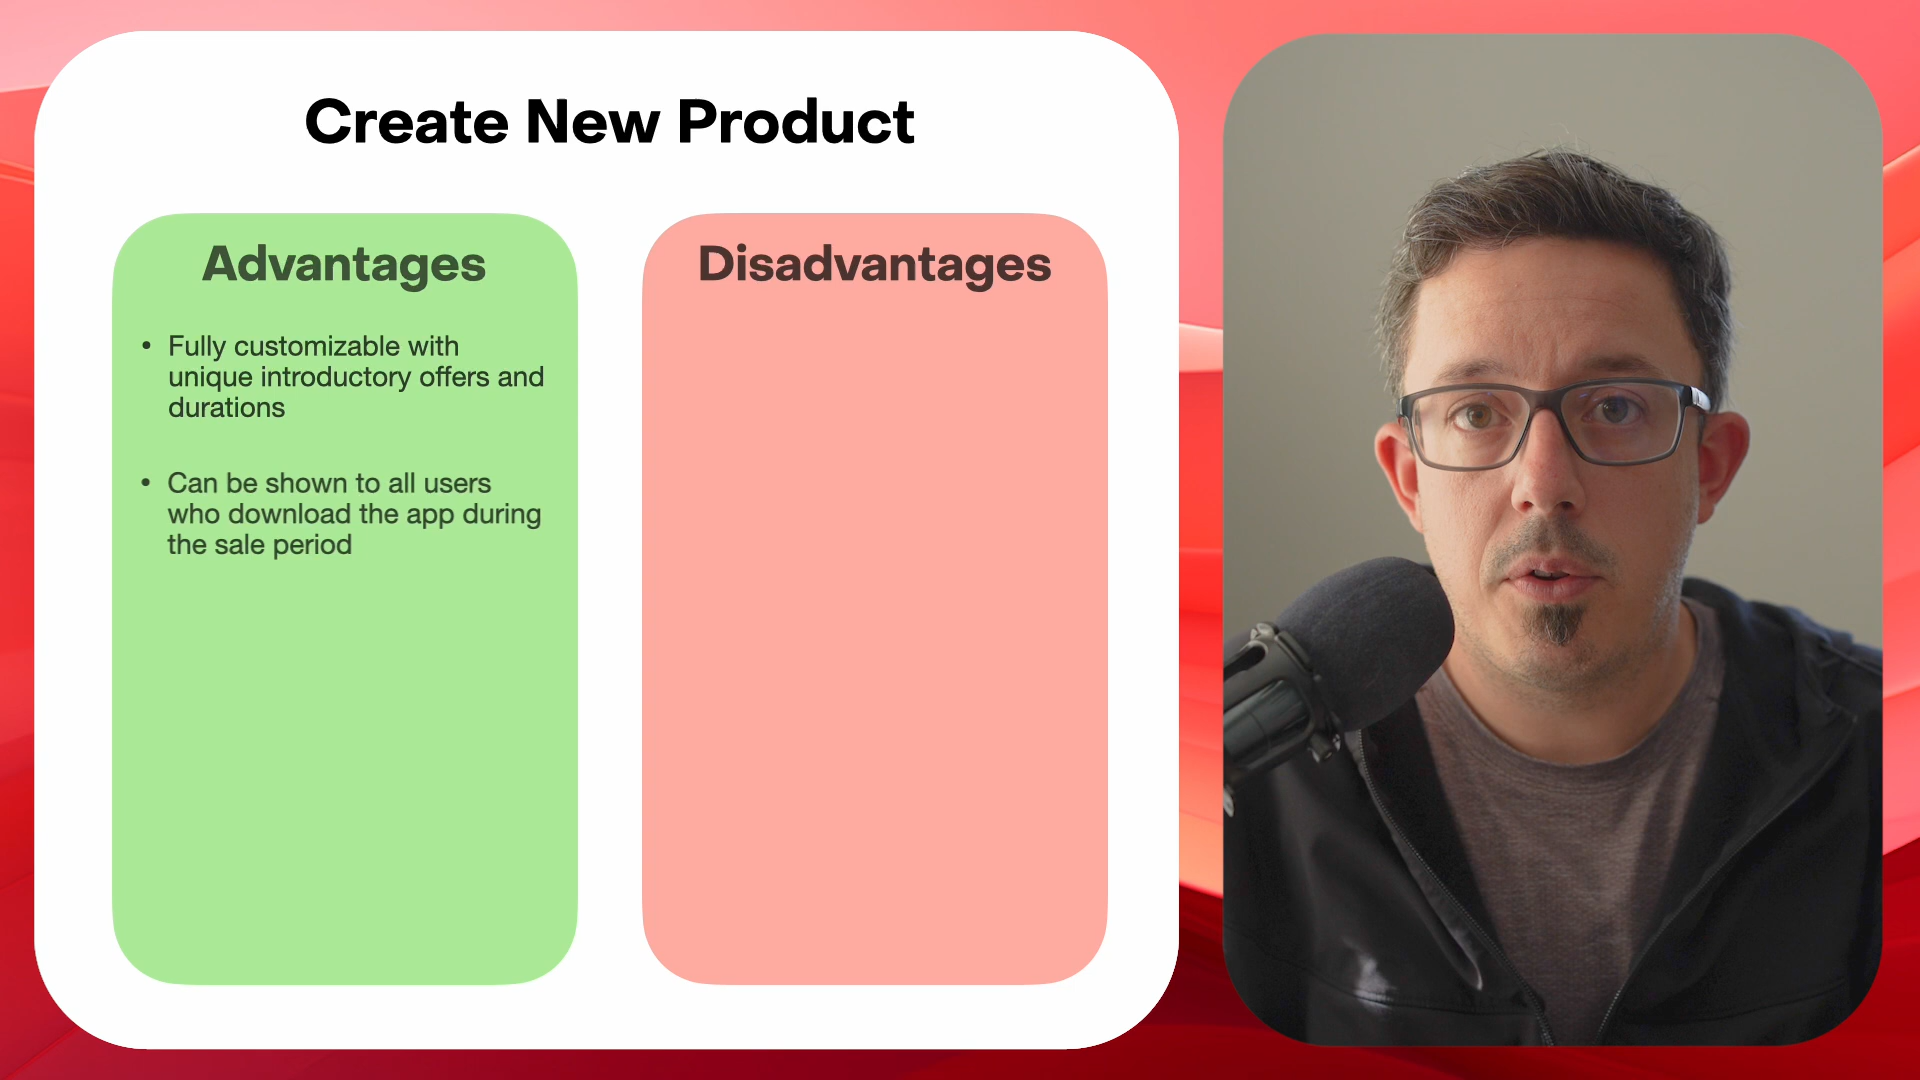 Create New Product
Advantages
• Fully customizable with
unique introductory offers and
durations
• Can be shown to all users
who download the app during
the sale period
Disadvantages